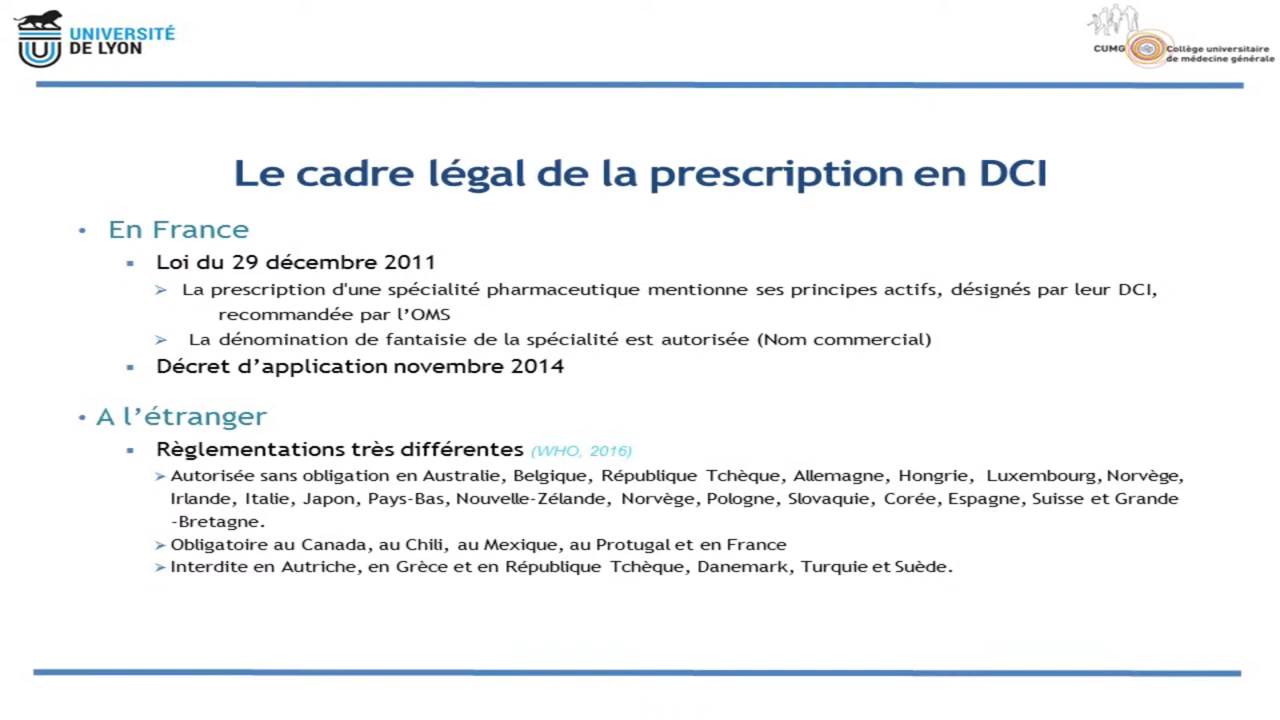 UNIVERSITÉ
DE LYON
CUMG
Collège universitaire
de médecine générale
Le cadre légal de la prescription en DCI
• En France
▪ Loi du 29 décembre 2011
➢ La prescription d'une spécialité pharmaceutique mentionne ses principes actifs, désignés par leur DCI,
recommandée par l'OMS
➢ La dénomination de fantaisie de la spécialité est autorisée (Nom commercial)
▪ Décret d'application novembre 2014
• A l'étranger
▪ Règlementations très différentes (WHO, 2016)
➢ Autorisée sans obligation en Australie, Belgique, République Tchèque, Allemagne, Hongrie, Luxembourg, Norvège,
Irlande, Italie, Japon, Pays-Bas, Nouvelle-Zélande, Norvège, Pologne, Slovaquie, Corée, Espagne, Suisse et Grande
-Bretagne.
➢ Obligatoire au Canada, au Chili, au Mexique, au Protugal et en France
➢ Interdite en Autriche, en Grèce et en République Tchèque, Danemark, Turquie et Suède.